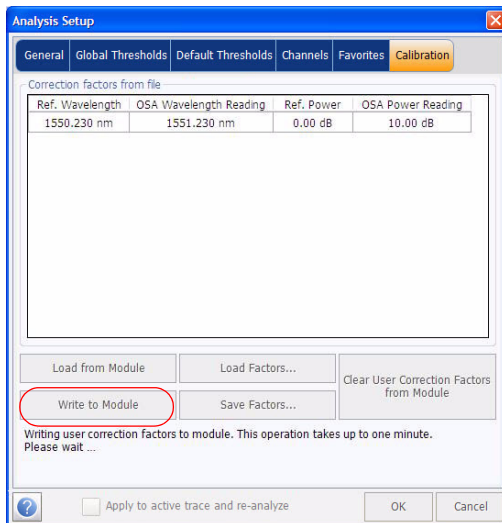 Analysis Setup
General Global Thresholds Default Thresholds Channels Favorites Calibration
Correction factors from file
Ref. Wavelength OSA Wavelength Reading Ref. Power OSA Power Reading
1550.230 nm 1551.230 nm 0.00 dB 10.00 dB
Load from Module Load Factors...
Clear User Correction Factors
from Module
Write to Module Save Factors...
Writing user correction factors to module. This operation takes up to one minute.
Please wait ...
? Apply to active trace and re-analyze OK Cancel